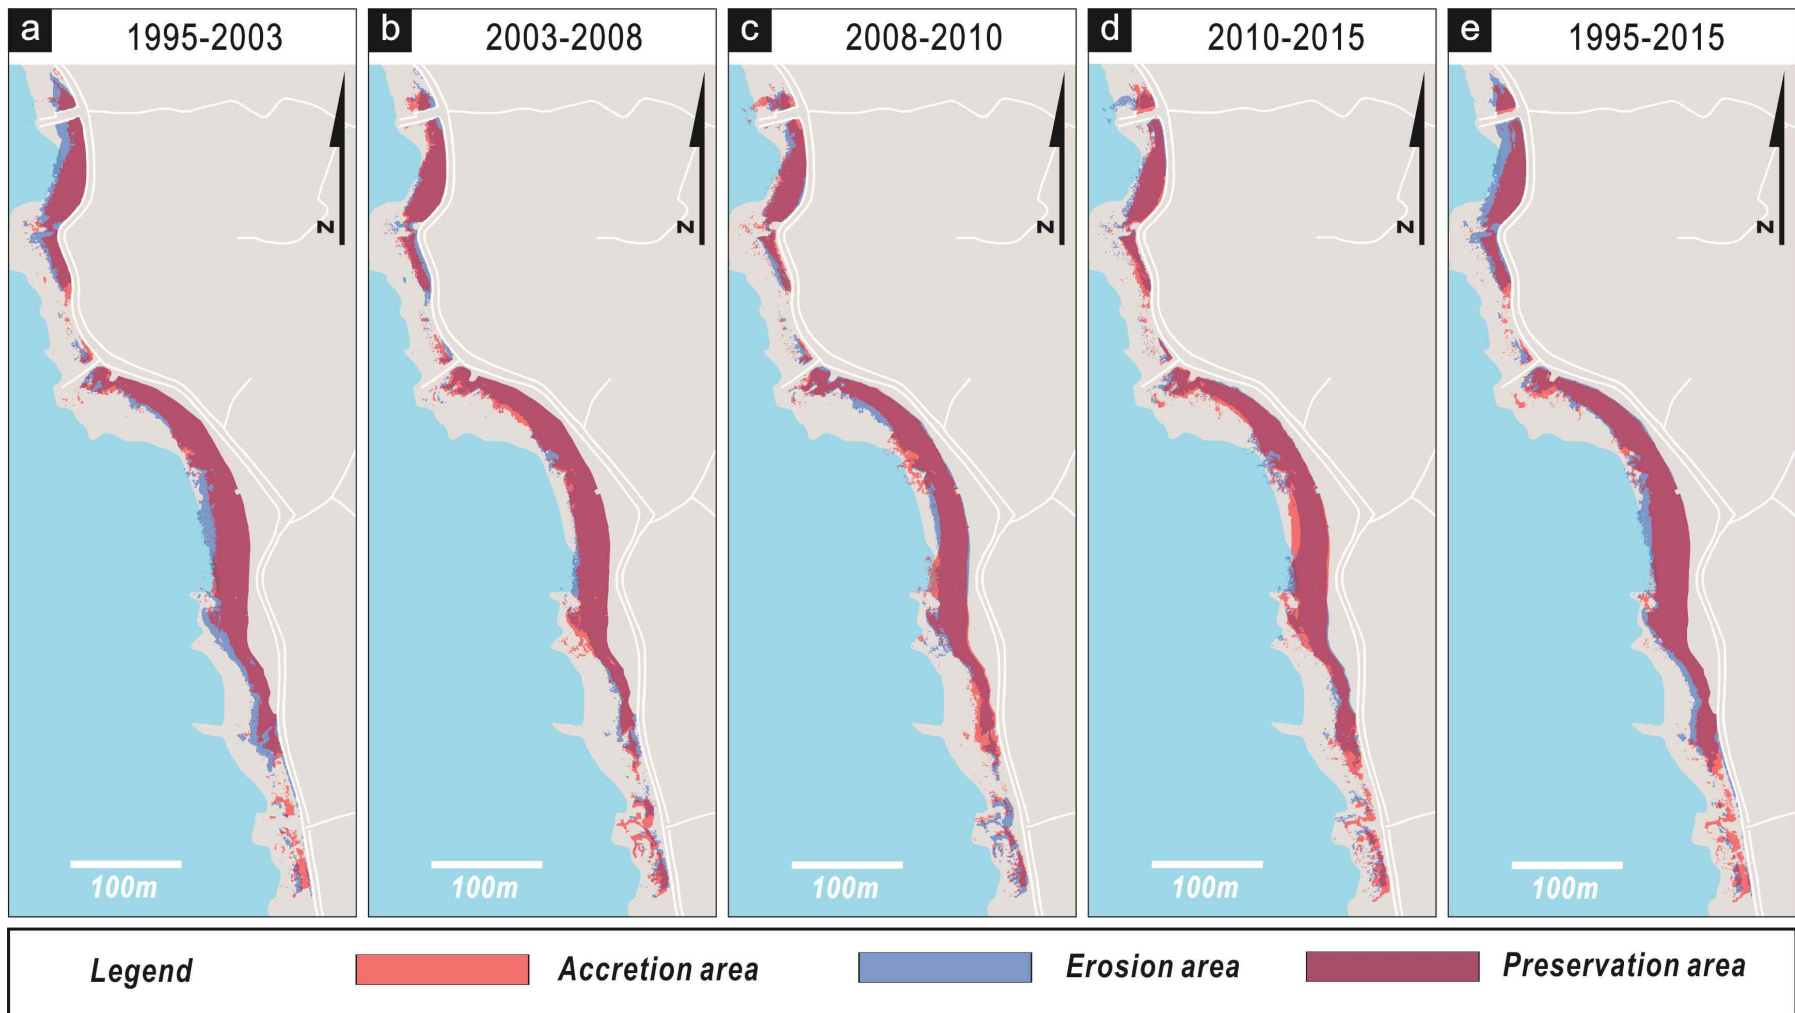 a 1995-2003
b 2003-2008
c 2008-2010
d 2010-2015
e 1995-2015
N
N
N
N
N
100m
100m
100m
100m
100m
Legend Accretion area Erosion area Preservation area